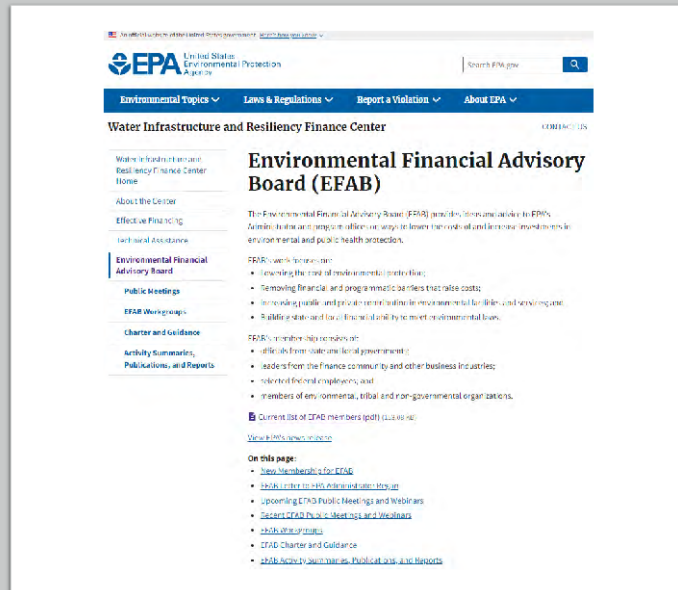 An official website of the United States government Here's how you know
EPA United States
Environmental Protection
Agency
Search EPA.gov
Environmental Topics Laws & Regulations Report a Violation About EPA
Water Infrastructure and Resiliency Finance Center
CONTACT US
Water Infrastructure and
Resiliency Finance Center
Home
About the Center
Effective Financing
Technical Assistance
Environmental Financial
Advisory Board
Public Meetings
EFAB Workgroups
Charter and Guidance
Activity Summaries,
Publications, and Reports
Environmental Financial Advisory
Board (EFAB)
The Environmental Financial Advisory Board (EFAB) provides ideas and advice to EPA's
Administrator and program offices on ways to lower the costs of and increase investments in
environmental and public health protection.
EFAB's work focuses on:
• Lowering the cost of environmental protection;
• Removing financial and programmatic barriers that raise costs;
• Increasing public and private contribution in environmental facilities and services; and
• Building state and local financial ability to meet environmental laws.
EFAB's membership consists of:
• officials from state and local governments;
• leaders from the finance community and other business industries;
• selected federal employees; and
• members of environmental, tribal and non-governmental organizations.
Current list of EFAB members (pdf) (113.08 KB)
View EPA's news release
On this page:
• New Membership for EFAB
• EFAB Letter to EPA Administrator Regan
• Upcoming EFAB Public Meetings and Webinars
• Recent EFAB Public Meetings and Webinars
• EFAB Workgroups
• EFAB Charter and Guidance
• EFAB Activity Summaries, Publications, and Reports